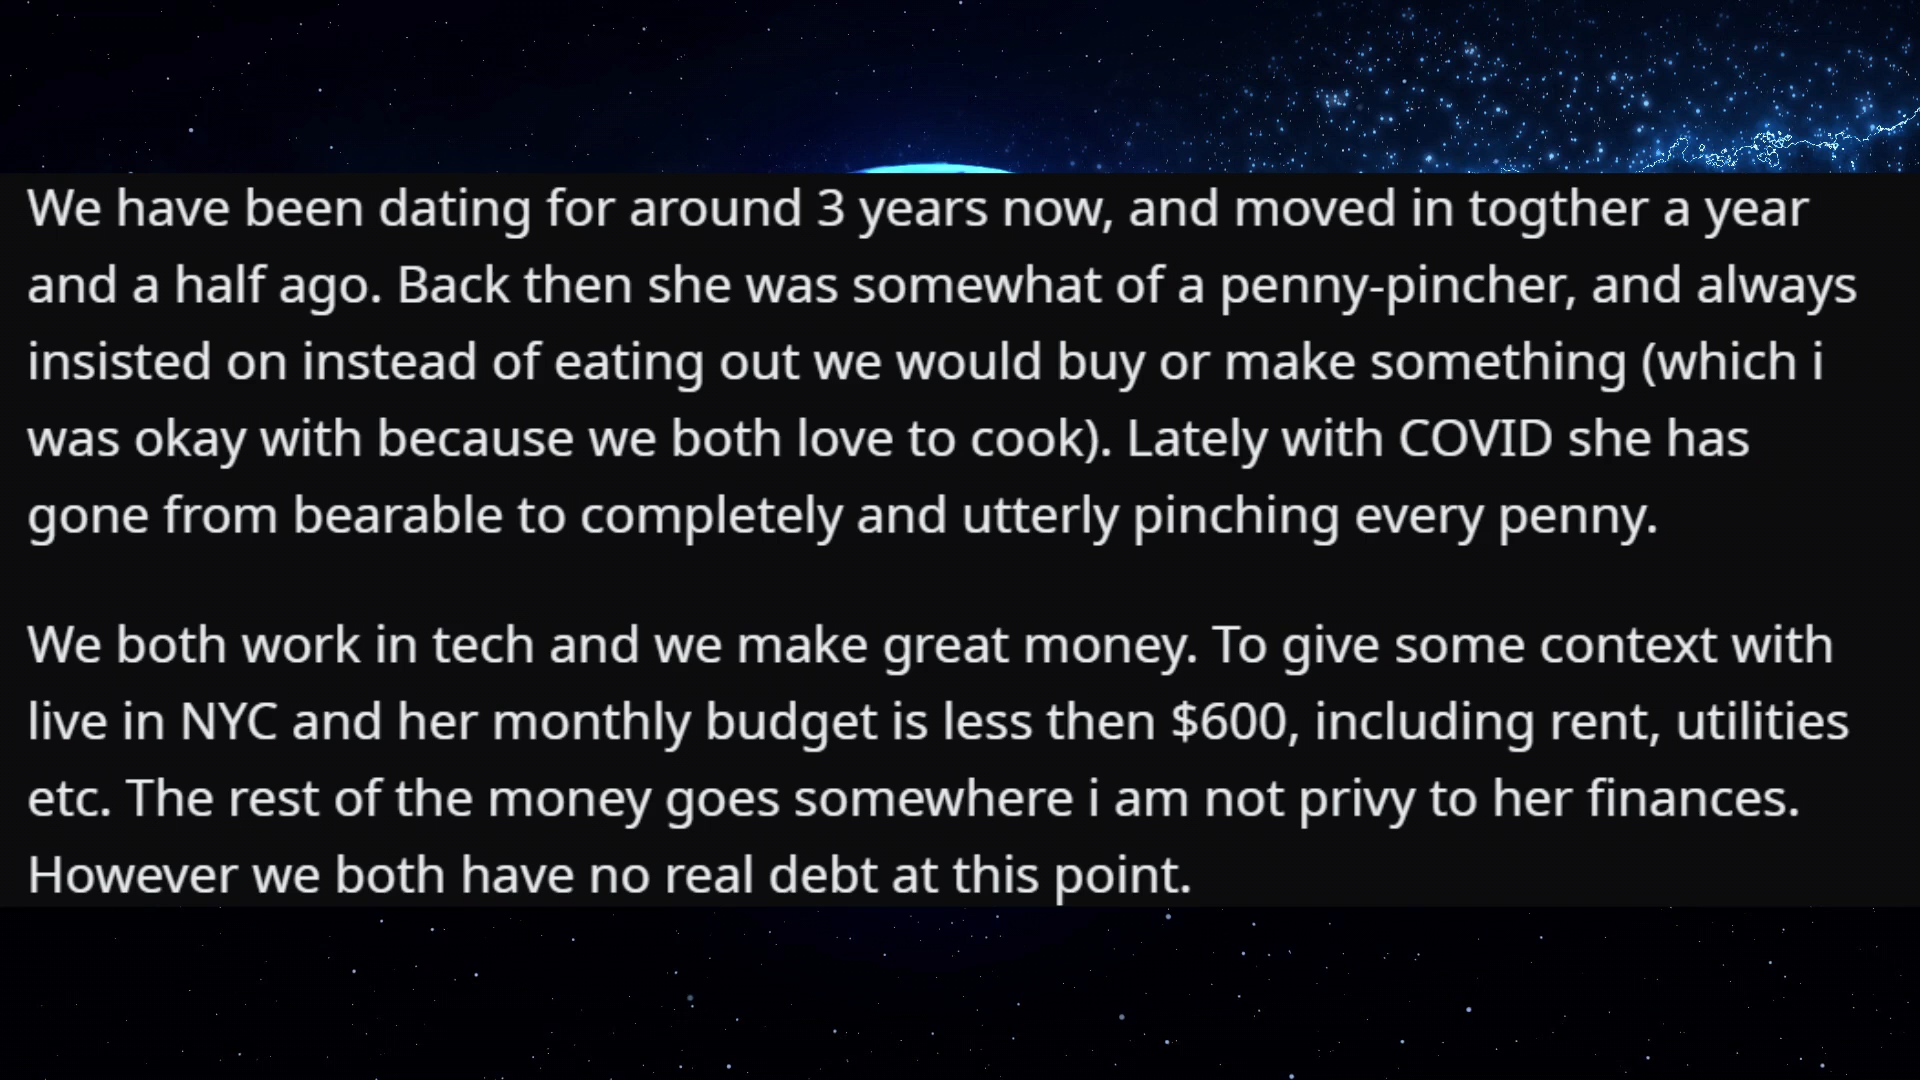 We have been dating for around 3 years now, and moved in togther a year
and a half ago. Back then she was somewhat of a penny-pincher, and always
insisted on instead of eating out we would buy or make something (which i
was okay with because we both love to cook). Lately with COVID she has
gone from bearable to completely and utterly pinching every penny.
We both work in tech and we make great money. To give some context with
live in NYC and her monthly budget is less then $600, including rent, utilities
etc. The rest of the money goes somewhere i am not privy to her finances.
However we both have no real debt at this point.